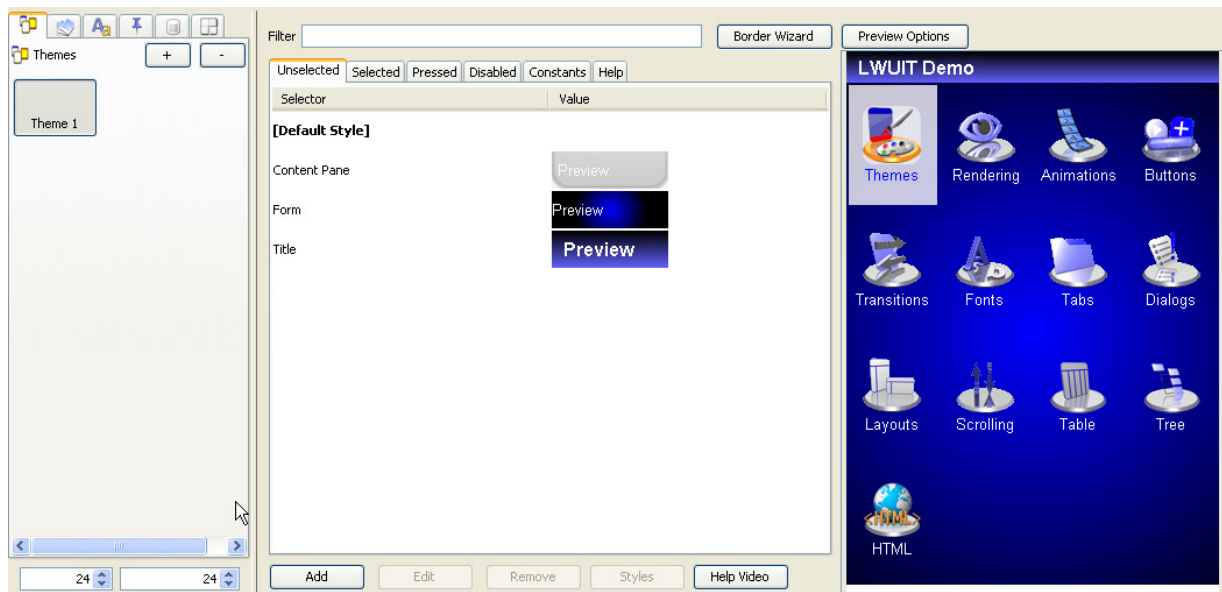 Themes
+ -
Theme 1
24 24
Filter Border Wizard
Unselected Selected Pressed Disabled Constants Help
Selector Value
[Default Style]
Content Pane Preview
Form Preview
Title Preview
Add Edit Remove Styles Help Video
Preview Options
LWUIT Demo
Themes Rendering Animations Buttons
Transitions Fonts Tabs Dialogs
Layouts Scrolling Table Tree
<HTML>
HTML